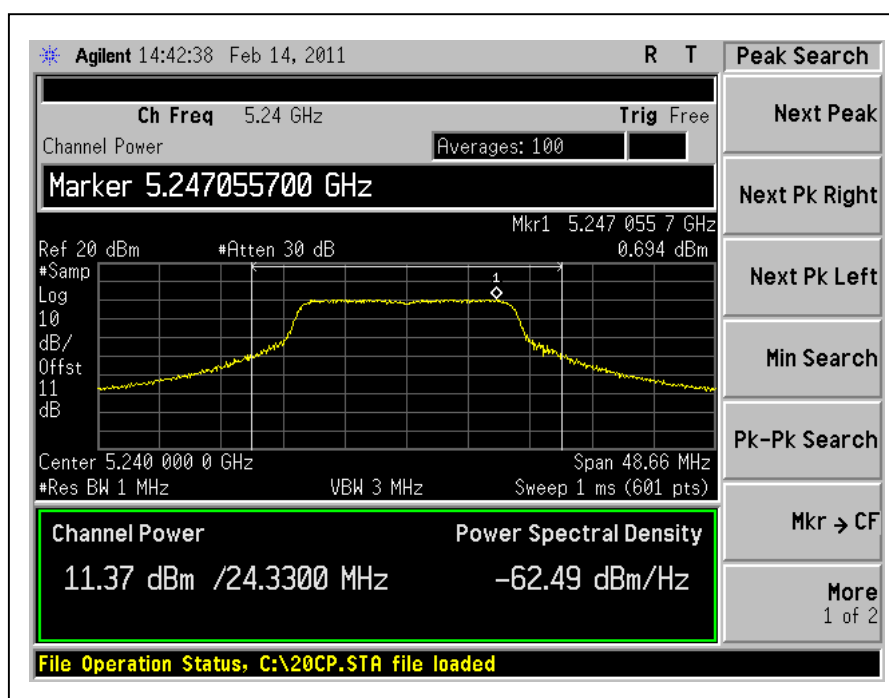 Agilent 14:42:38 Feb 14, 2011 R T
Peak Search
Ch Freq 5.24 GHz Trig Free
Channel Power Averages: 100
Marker 5.247055700 GHz
Mkr1 5.247 055 7 GHz
Ref 20 dBm #Atten 30 dB 0.694 dBm
#Samp
Log
10
dB/
Offst
11
dB
1
Center 5.240 000 0 GHz Span 48.66 MHz
#Res BW 1 MHz VBW 3 MHz Sweep 1 ms (601 pts)
Channel Power Power Spectral Density
11.37 dBm /24.3300 MHz -62.49 dBm/Hz
File Operation Status, C:\20CP.STA file loaded
Next Peak
Next Pk Right
Next Pk Left
Min Search
Pk-Pk Search
Mkr → CF
More
1 of 2